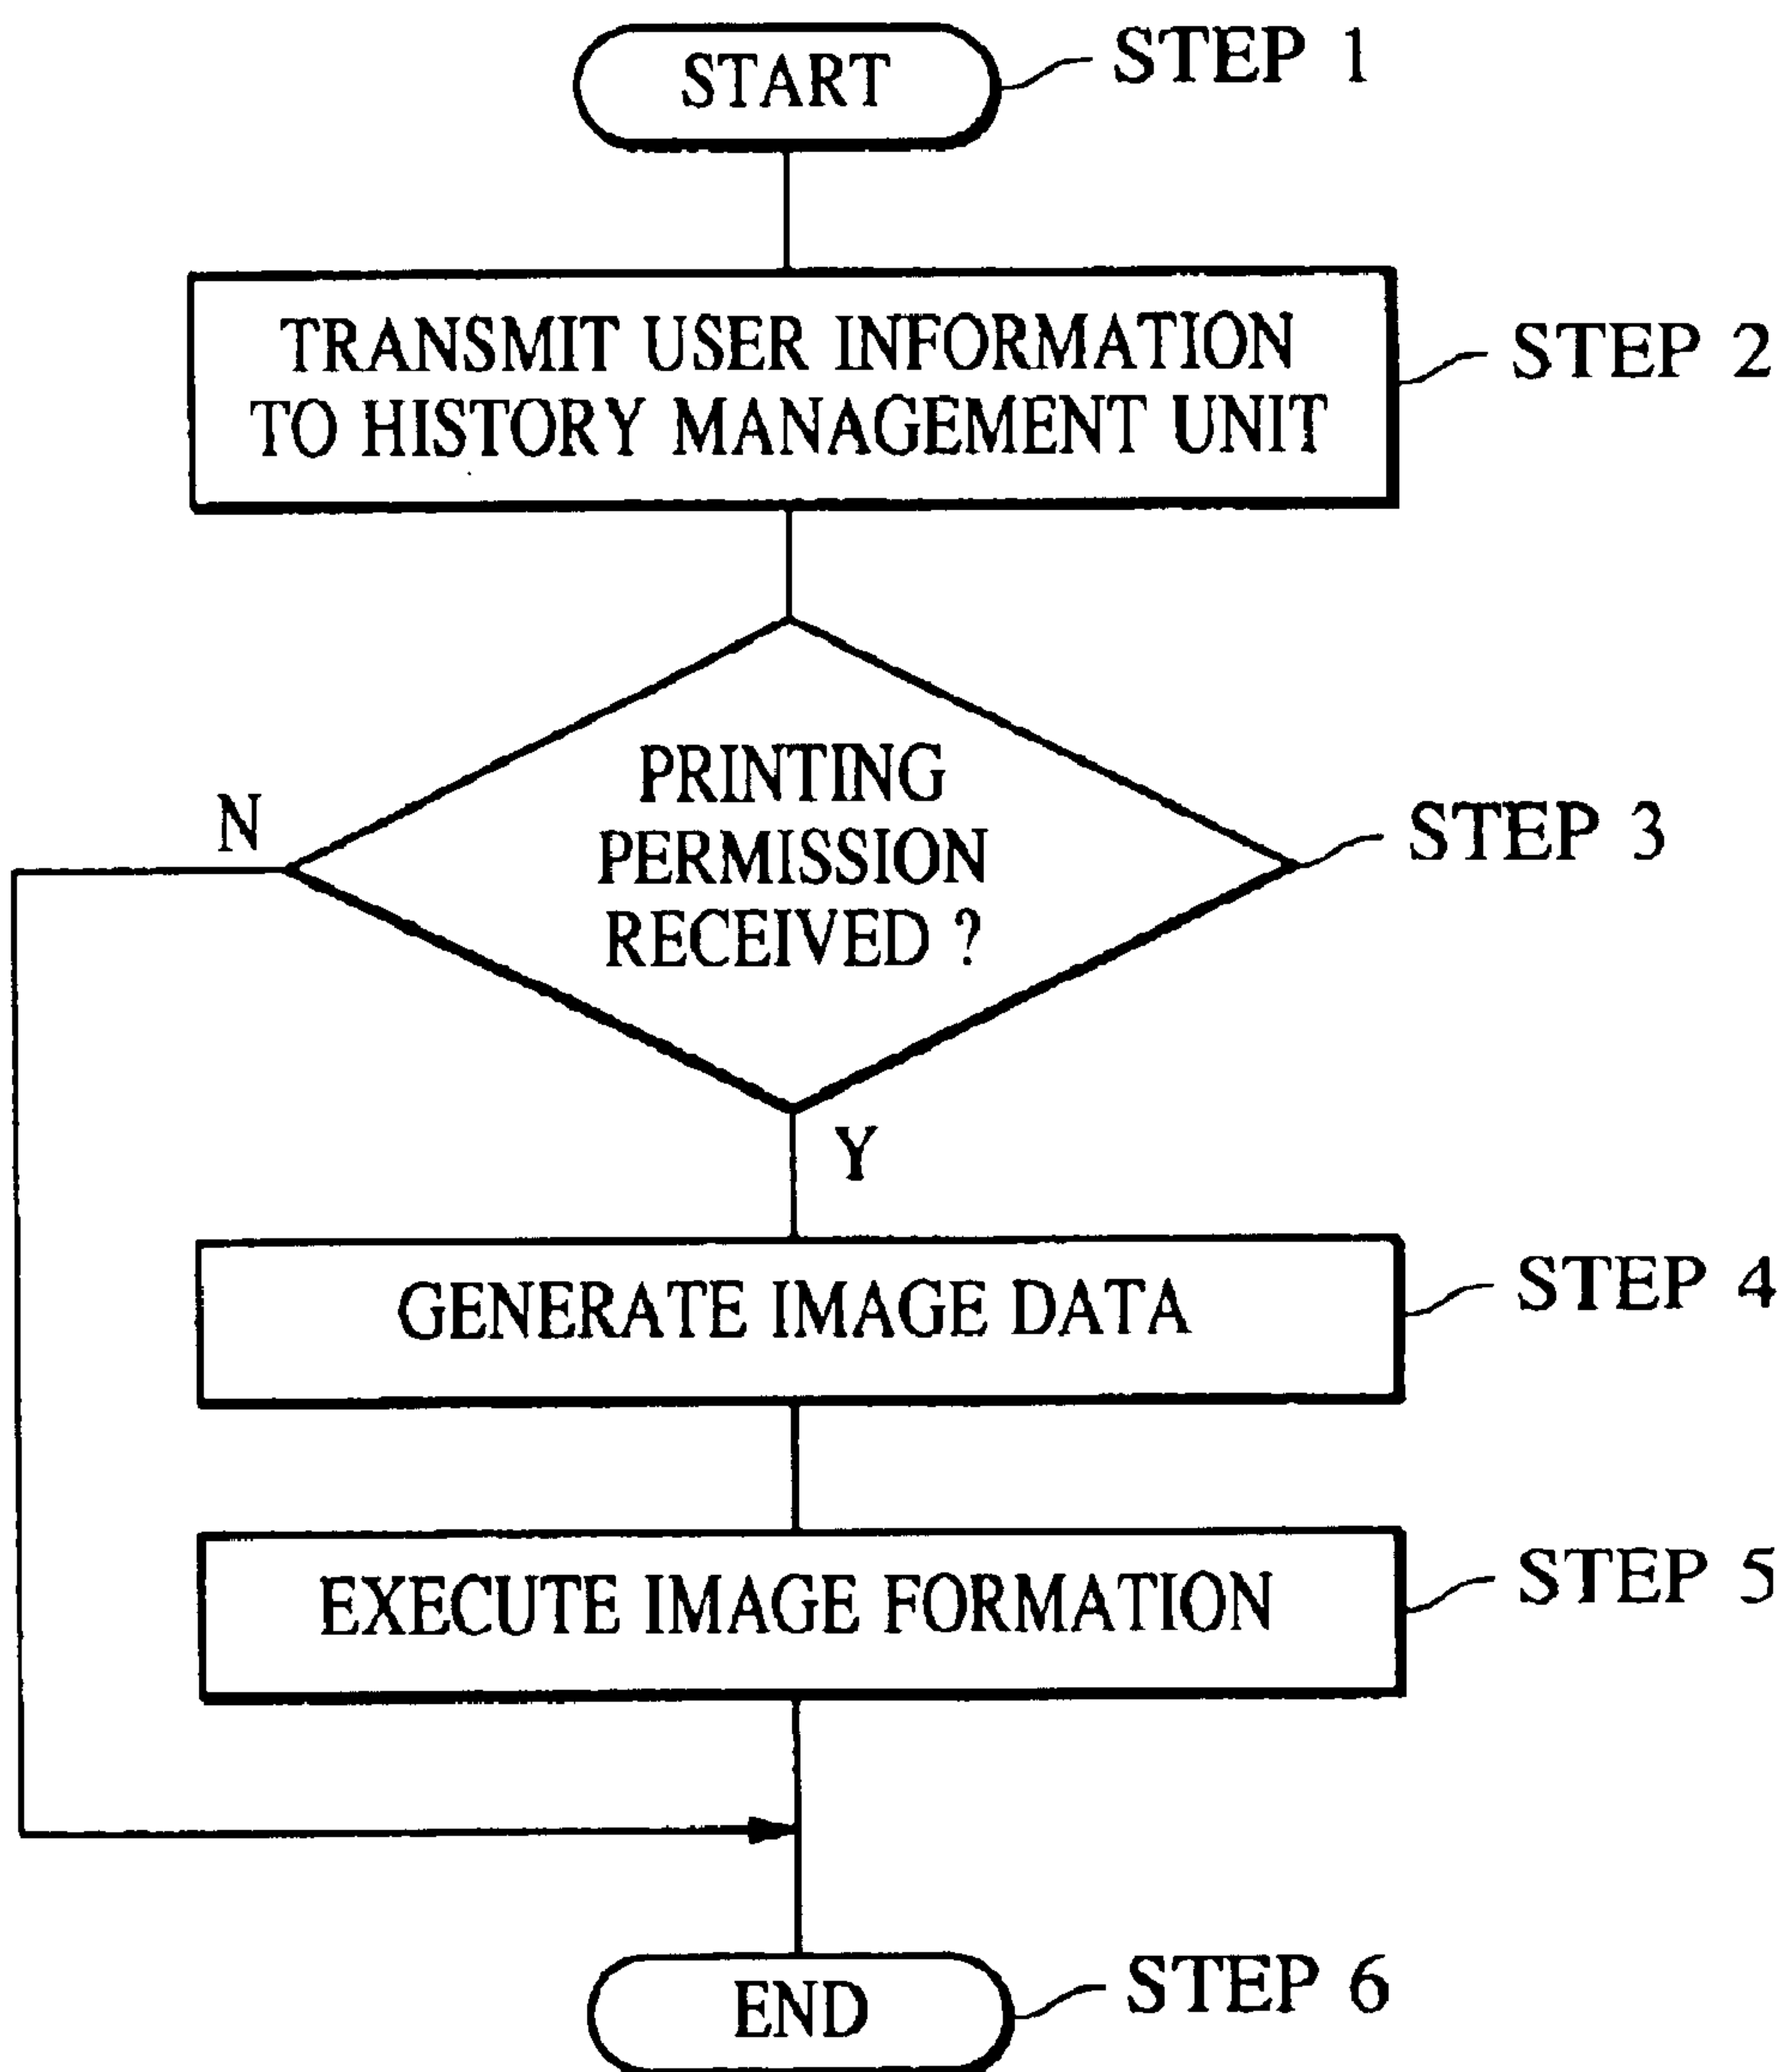 START
STEP 1
TRANSMIT USER INFORMATION
TO HISTORY MANAGEMENT UNIT
STEP 2
PRINTING
PERMISSION
RECEIVED ?
N
STEP 3
Y
GENERATE IMAGE DATA
STEP 4
EXECUTE IMAGE FORMATION
STEP 5
END
STEP 6